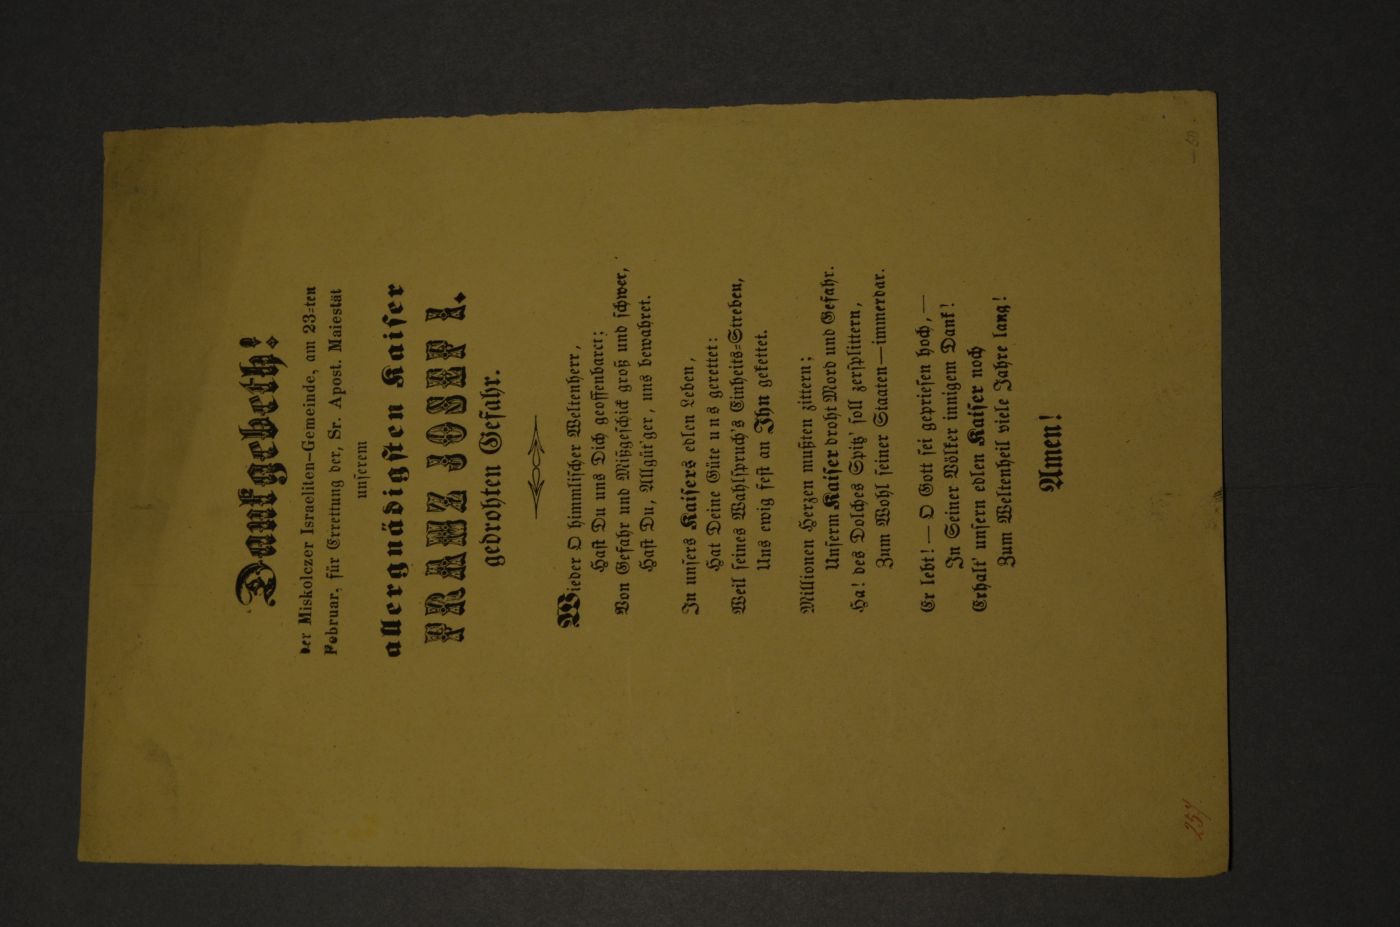 Dankgebeth!
der Miskolczer Israeliten-Gemeinde, am 23=ten
Februar, für Errettung der, Sr. Apost. Maiestät
unserem
allergnädigsten Kaiser
FRANZ JOSEF I.
gedrohten Gefahr.
Wieder O himmlischer Weltenherr,
Hast Du uns Dich geoffenbaret;
Von Gefahr und Mißgeschick groß und schwer,
Hast Du, Allgüt'ger, uns bewahret.
In unsers Kaisers edlen Leben,
Hat Deine Güte uns gerettet:
Weil seines Wahlspruch's Einheits=Streben,
Uns ewig fest an Ihn gekettet.
Millionen Herzen mußten zittern;
Unserm Kaiser droht Mord und Gefahr.
Ha! des Dolches Spitz' soll zersplittern,
Zum Wohl seiner Staaten—immerdar.
Er lebt! — O Gott sei gepriesen hoch, —
In Seiner Völker innigem Dank!
Erhalt' unsern edlen Kaiser noch
Zum Weltenheil viele Jahre lang!
Amen!
257.